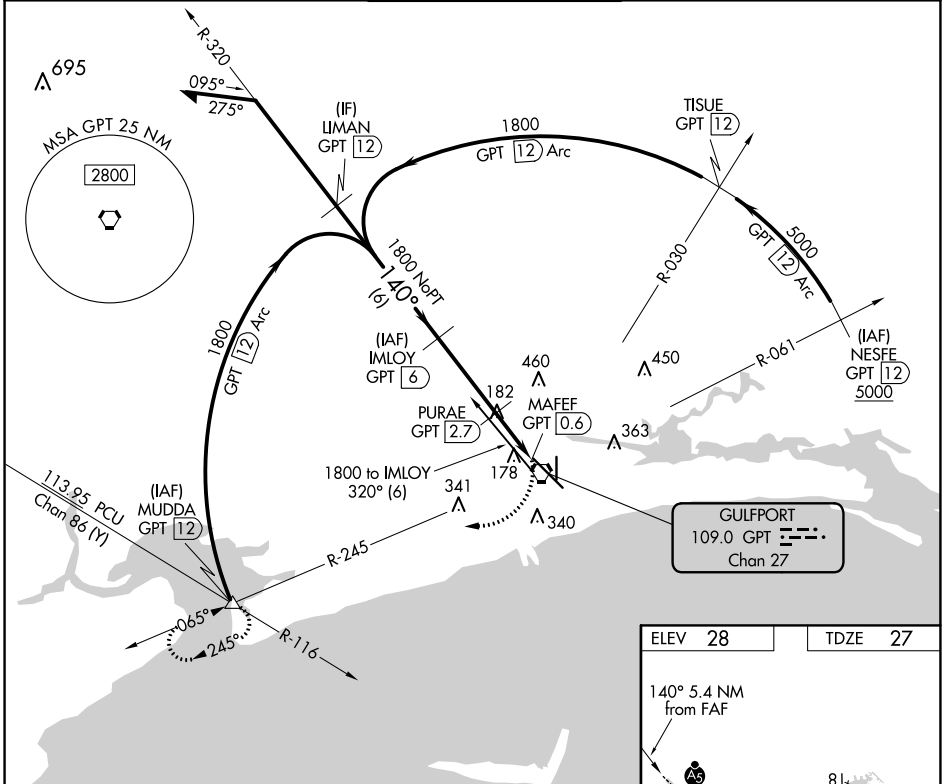 695
MSA GPT 25 NM
2800
R-320
095°
275°
(IF)
LIMAN
GPT 12
1800
GPT 12 Arc
TISUE
GPT 12
5000
GPT 12 Arc
R-030
R-061
(IAF)
NESFE
GPT 12
5000
1800 NoPT
140°
(6)
1800
GPT 12 Arc
(IAF)
IMLOY
GPT 6
460
450
182
MAFEF
GPT 0.6
PURAE
GPT 2.7
363
178
1800 to IMLOY
320° (6)
341
340
113.95 PCU
Chan 86 (Y)
(IAF)
MUDDA
GPT 12
R-245
GULFPORT
109.0 GPT
Chan 27
065°
245°
R-116
ELEV 28
TDZE 27
140° 5.4 NM
from FAF
A5
81